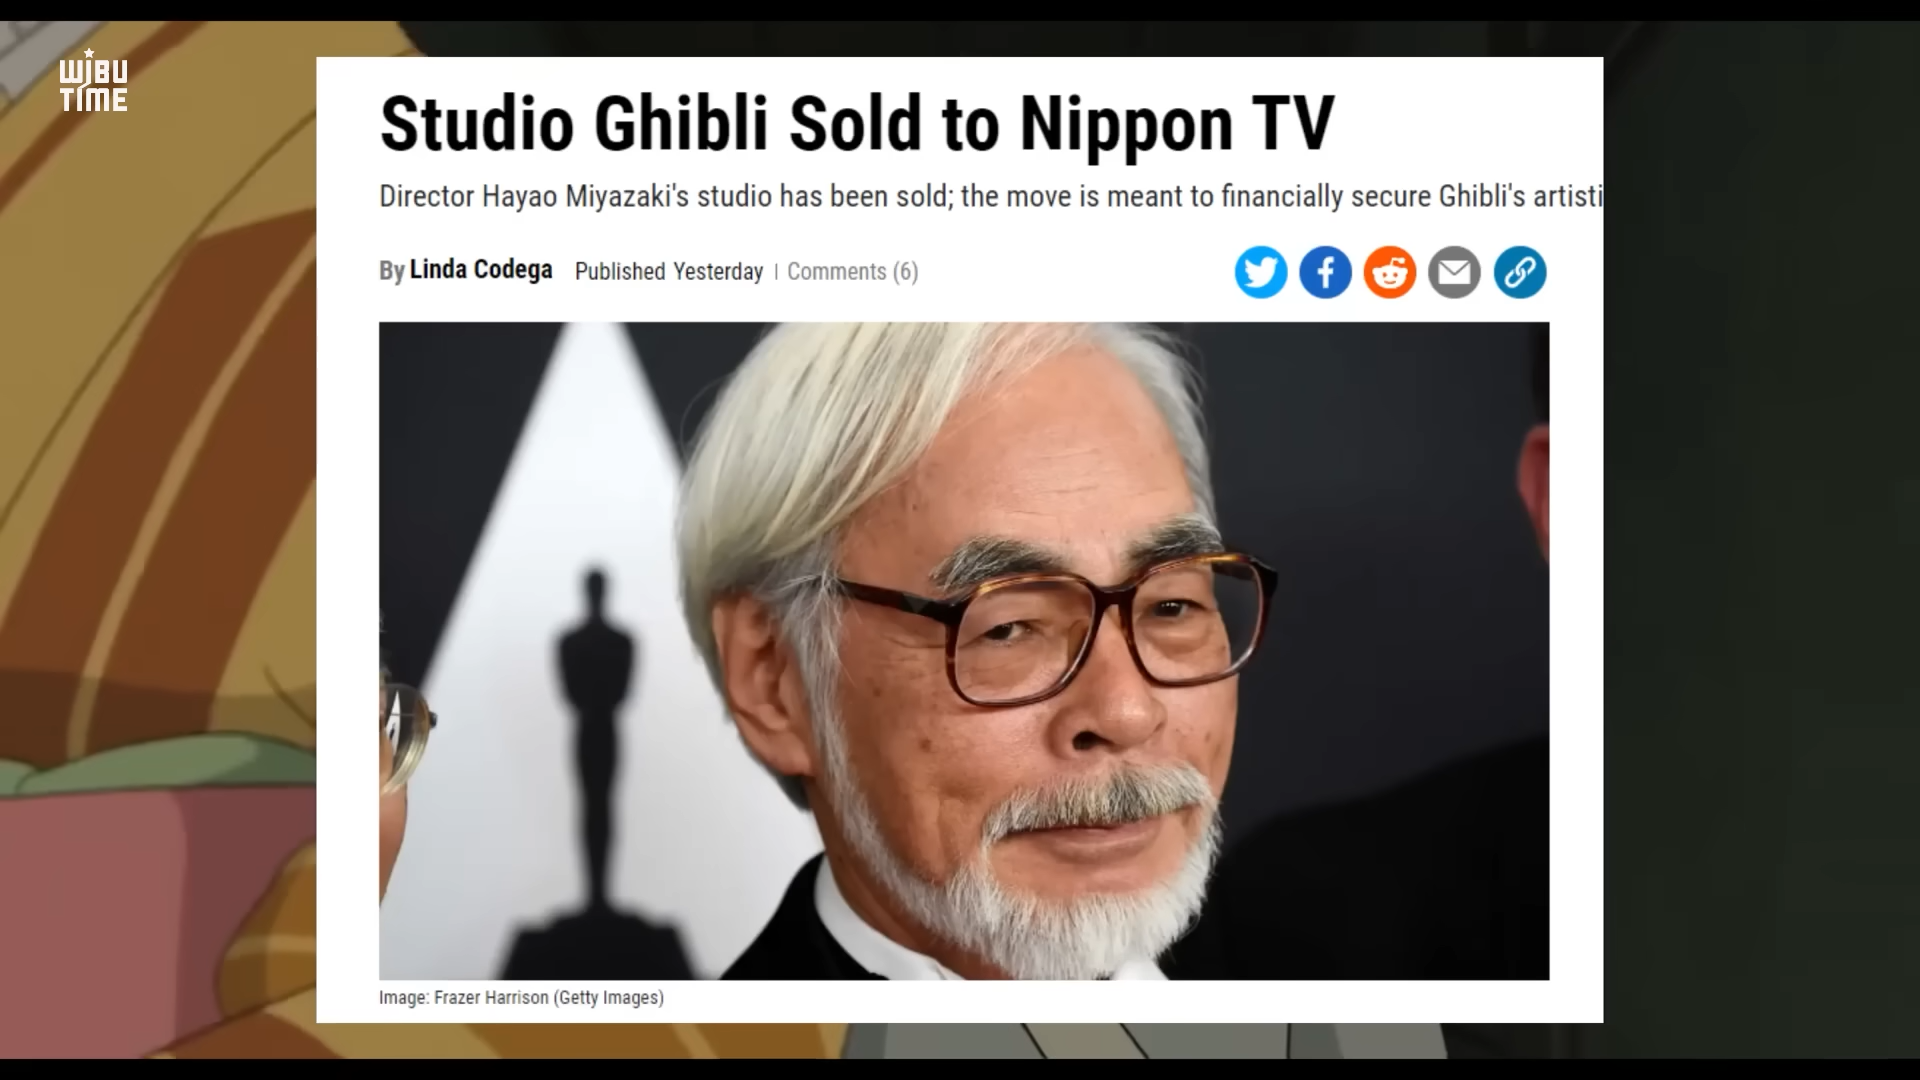 WiBU
TiME
Studio Ghibli Sold to Nippon TV
Director Hayao Miyazaki's studio has been sold; the move is meant to financially secure Ghibli's artisti
By Linda Codega Published Yesterday | Comments (6)
Image: Frazer Harrison (Getty Images)